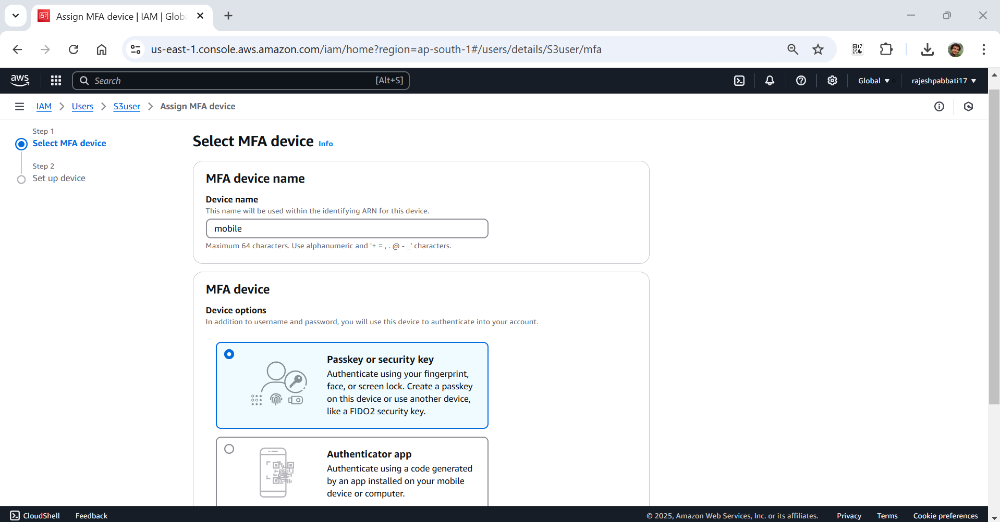 Assign MFA device | IAM | Glob
us-east-1.console.aws.amazon.com/iam/home?region=ap-south-1#/users/details/S3user/mfa
aws
Search
[Alt+S]
Global
rajeshpabbati17
IAM
Users
S3user
Assign MFA device
Step 1
Select MFA device
Step 2
Set up device
Select MFA device Info
MFA device name
Device name
This name will be used within the identifying ARN for this device.
mobile
Maximum 64 characters. Use alphanumeric and '+ = , . @ - _' characters.
MFA device
Device options
In addition to username and password, you will use this device to authenticate into your account.
Passkey or security key
Authenticate using your fingerprint,
face, or screen lock. Create a passkey
on this device or use another device,
like a FIDO2 security key.
Authenticator app
Authenticate using a code generated
by an app installed on your mobile
device or computer.
CloudShell
Feedback
© 2025, Amazon Web Services, Inc. or its affiliates.
Privacy
Terms
Cookie preferences